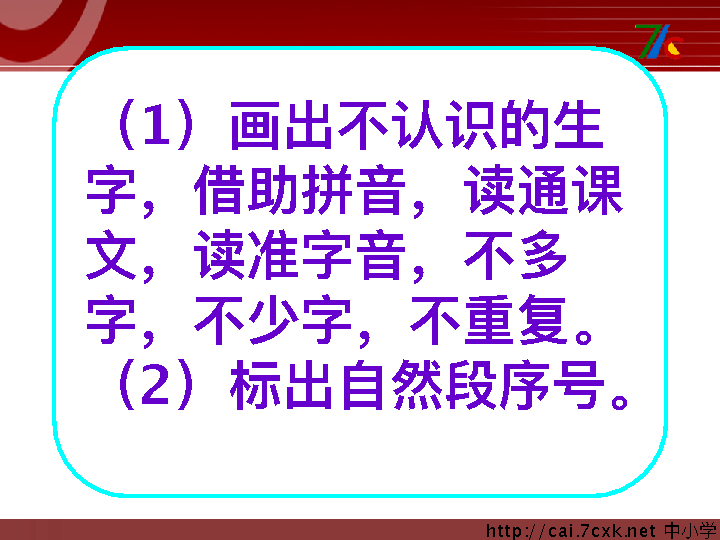 （1）画出不认识的生
字，借助拼音，读通课
文，读准字音，不多
字，不少字，不重复。
（2）标出自然段序号。
http://cai.7cxk.net 中小学